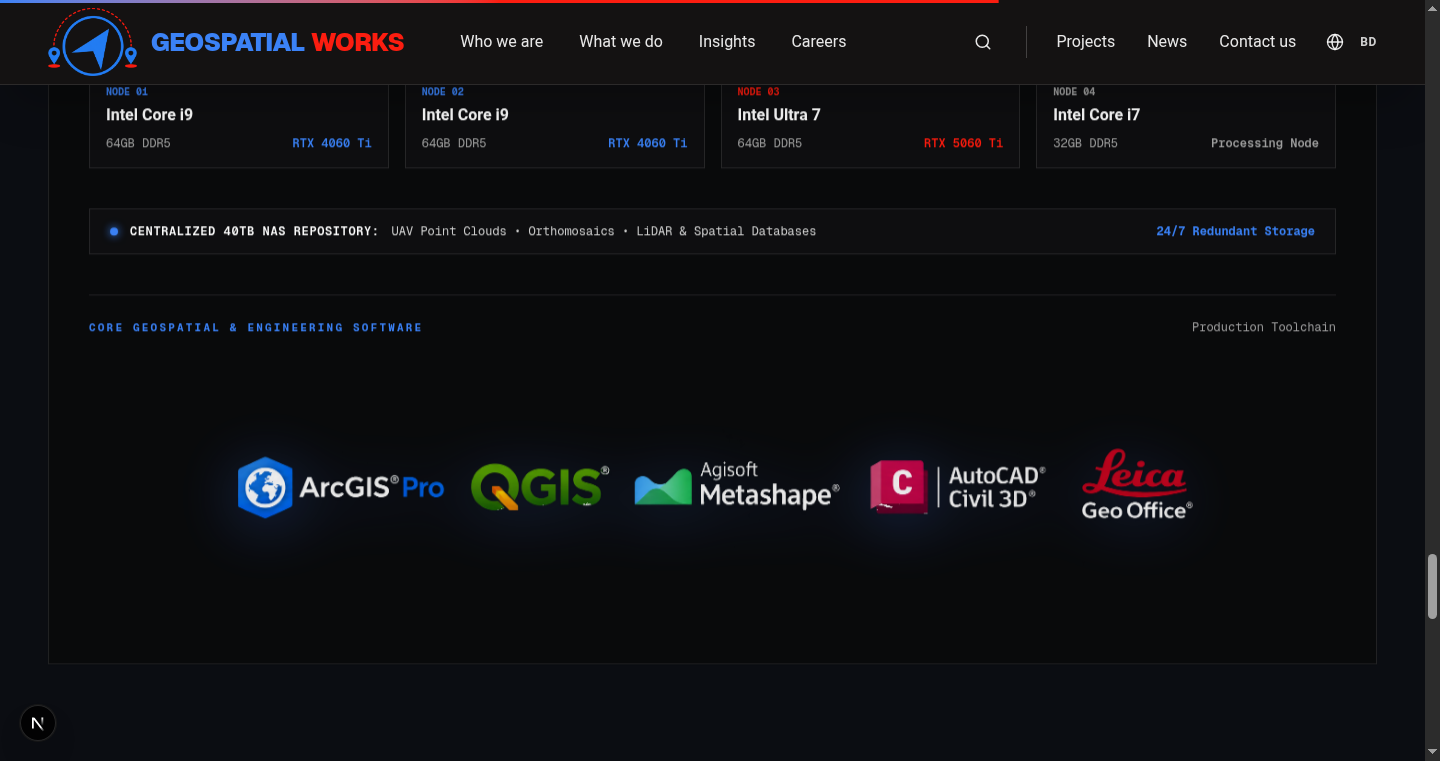 GEOSPATIAL WORKS
Who we are
What we do
Insights
Careers
Projects
News
Contact us
BD
NODE 01
Intel Core i9
64GB DDR5
RTX 4060 Ti
NODE 02
Intel Core i9
64GB DDR5
RTX 4060 Ti
NODE 03
Intel Ultra 7
64GB DDR5
RTX 5060 Ti
NODE 04
Intel Core i7
32GB DDR5
Processing Node
CENTRALIZED 40TB NAS REPOSITORY: UAV Point Clouds • Orthomosaics • LiDAR & Spatial Databases
24/7 Redundant Storage
CORE GEOSPATIAL & ENGINEERING SOFTWARE
Production Toolchain
ArcGIS® Pro
QGIS®
Agisoft
Metashape®
C
AutoCAD®
Civil 3D®
Leica
Geo Office®
N